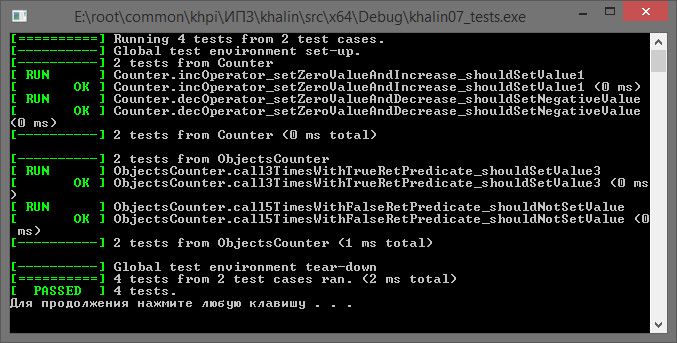 E:\root\common\khpi\ИПЗ\khalin\src\x64\Debug\khalin07_tests.exe
[==========] Running 4 tests from 2 test cases.
[----------] Global test environment set-up.
[----------] 2 tests from Counter
[ RUN      ] Counter.incOperator_setZeroValueAndIncrease_shouldSetValue1
[       OK ] Counter.incOperator_setZeroValueAndIncrease_shouldSetValue1 (0 ms)
[ RUN      ] Counter.decOperator_setZeroValueAndDecrease_shouldSetNegativeValue
[       OK ] Counter.decOperator_setZeroValueAndDecrease_shouldSetNegativeValue
(0 ms)
[----------] 2 tests from Counter (0 ms total)
[----------] 2 tests from ObjectsCounter
[ RUN      ] ObjectsCounter.call3TimesWithTrueRetPredicate_shouldSetValue3
[       OK ] ObjectsCounter.call3TimesWithTrueRetPredicate_shouldSetValue3 (0 ms
)
[ RUN      ] ObjectsCounter.call5TimesWithFalseRetPredicate_shouldNotSetValue
[       OK ] ObjectsCounter.call5TimesWithFalseRetPredicate_shouldNotSetValue (0
 ms)
[----------] 2 tests from ObjectsCounter (1 ms total)
[----------] Global test environment tear-down
[==========] 4 tests from 2 test cases ran. (2 ms total)
[  PASSED  ] 4 tests.
Для продолжения нажмите любую клавишу . . .